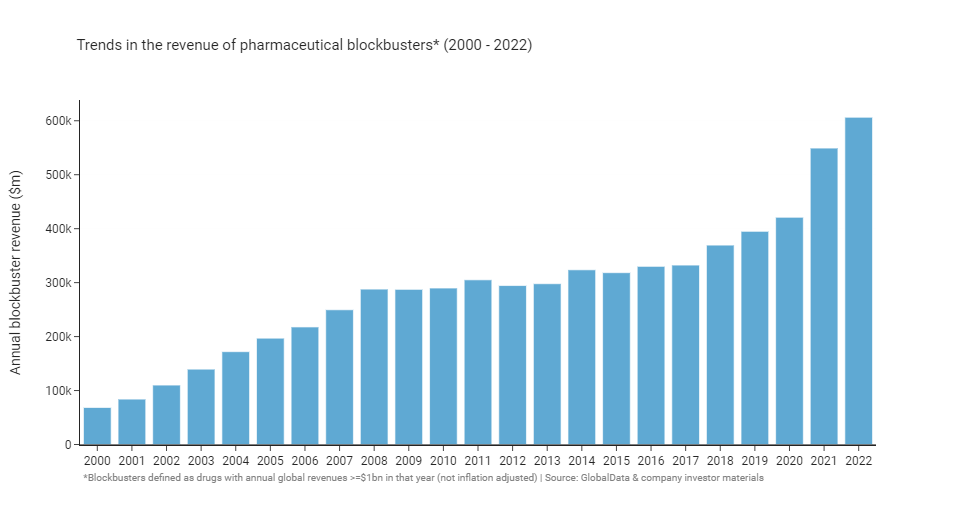 Trends in the revenue of pharmaceutical blockbusters* (2000 - 2022)
Annual blockbuster revenue ($m)
600k
500k
400k
300k
200k
100k
0
2000 2001 2002 2003 2004 2005 2006 2007 2008 2009 2010 2011 2012 2013 2014 2015 2016 2017 2018 2019 2020 2021 2022
*Blockbusters defined as drugs with annual global revenues >=$1bn in that year (not inflation adjusted) | Source: GlobalData & company investor materials